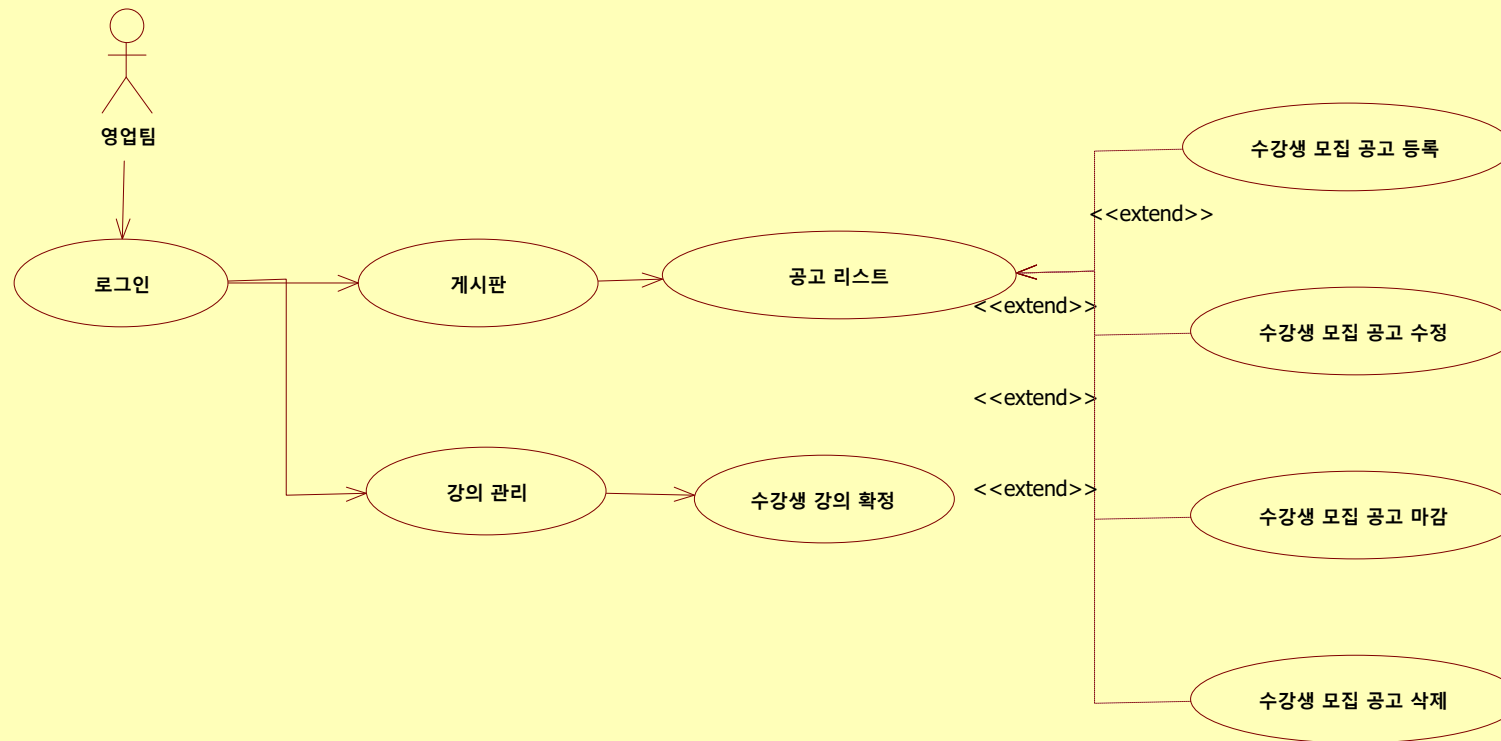 영업팀
로그인
게시판
공고 리스트
강의 관리
수강생 강의 확정
<<extend>>
<<extend>>
<<extend>>
<<extend>>
수강생 모집 공고 등록
수강생 모집 공고 수정
수강생 모집 공고 마감
수강생 모집 공고 삭제